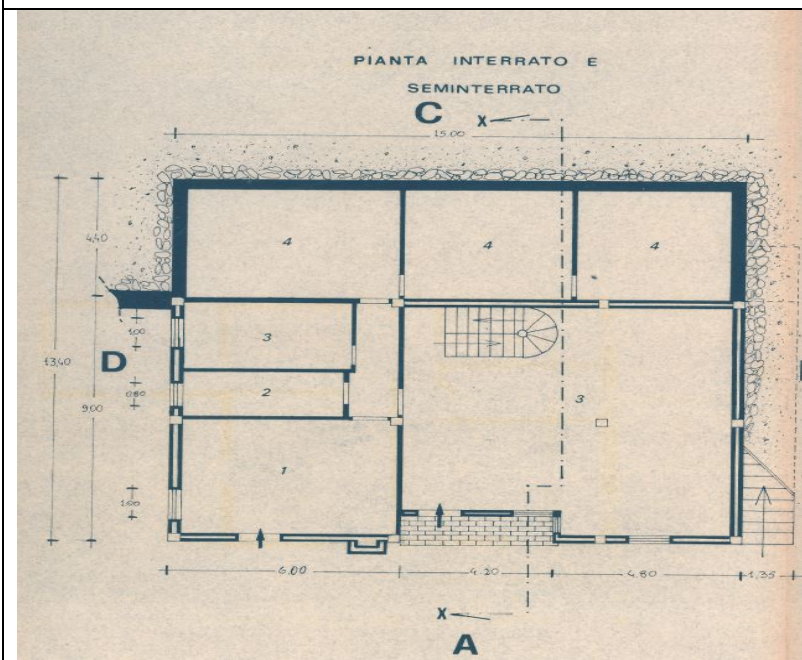 PIANTA INTERRATO E
SEMINTERRATO
C
X
15.00
4,40
4
4
4
1,00
3
13,40
D
3
0,80
2
9,00
1
1,00
6.00
4.20
4.80
1,35
X
A